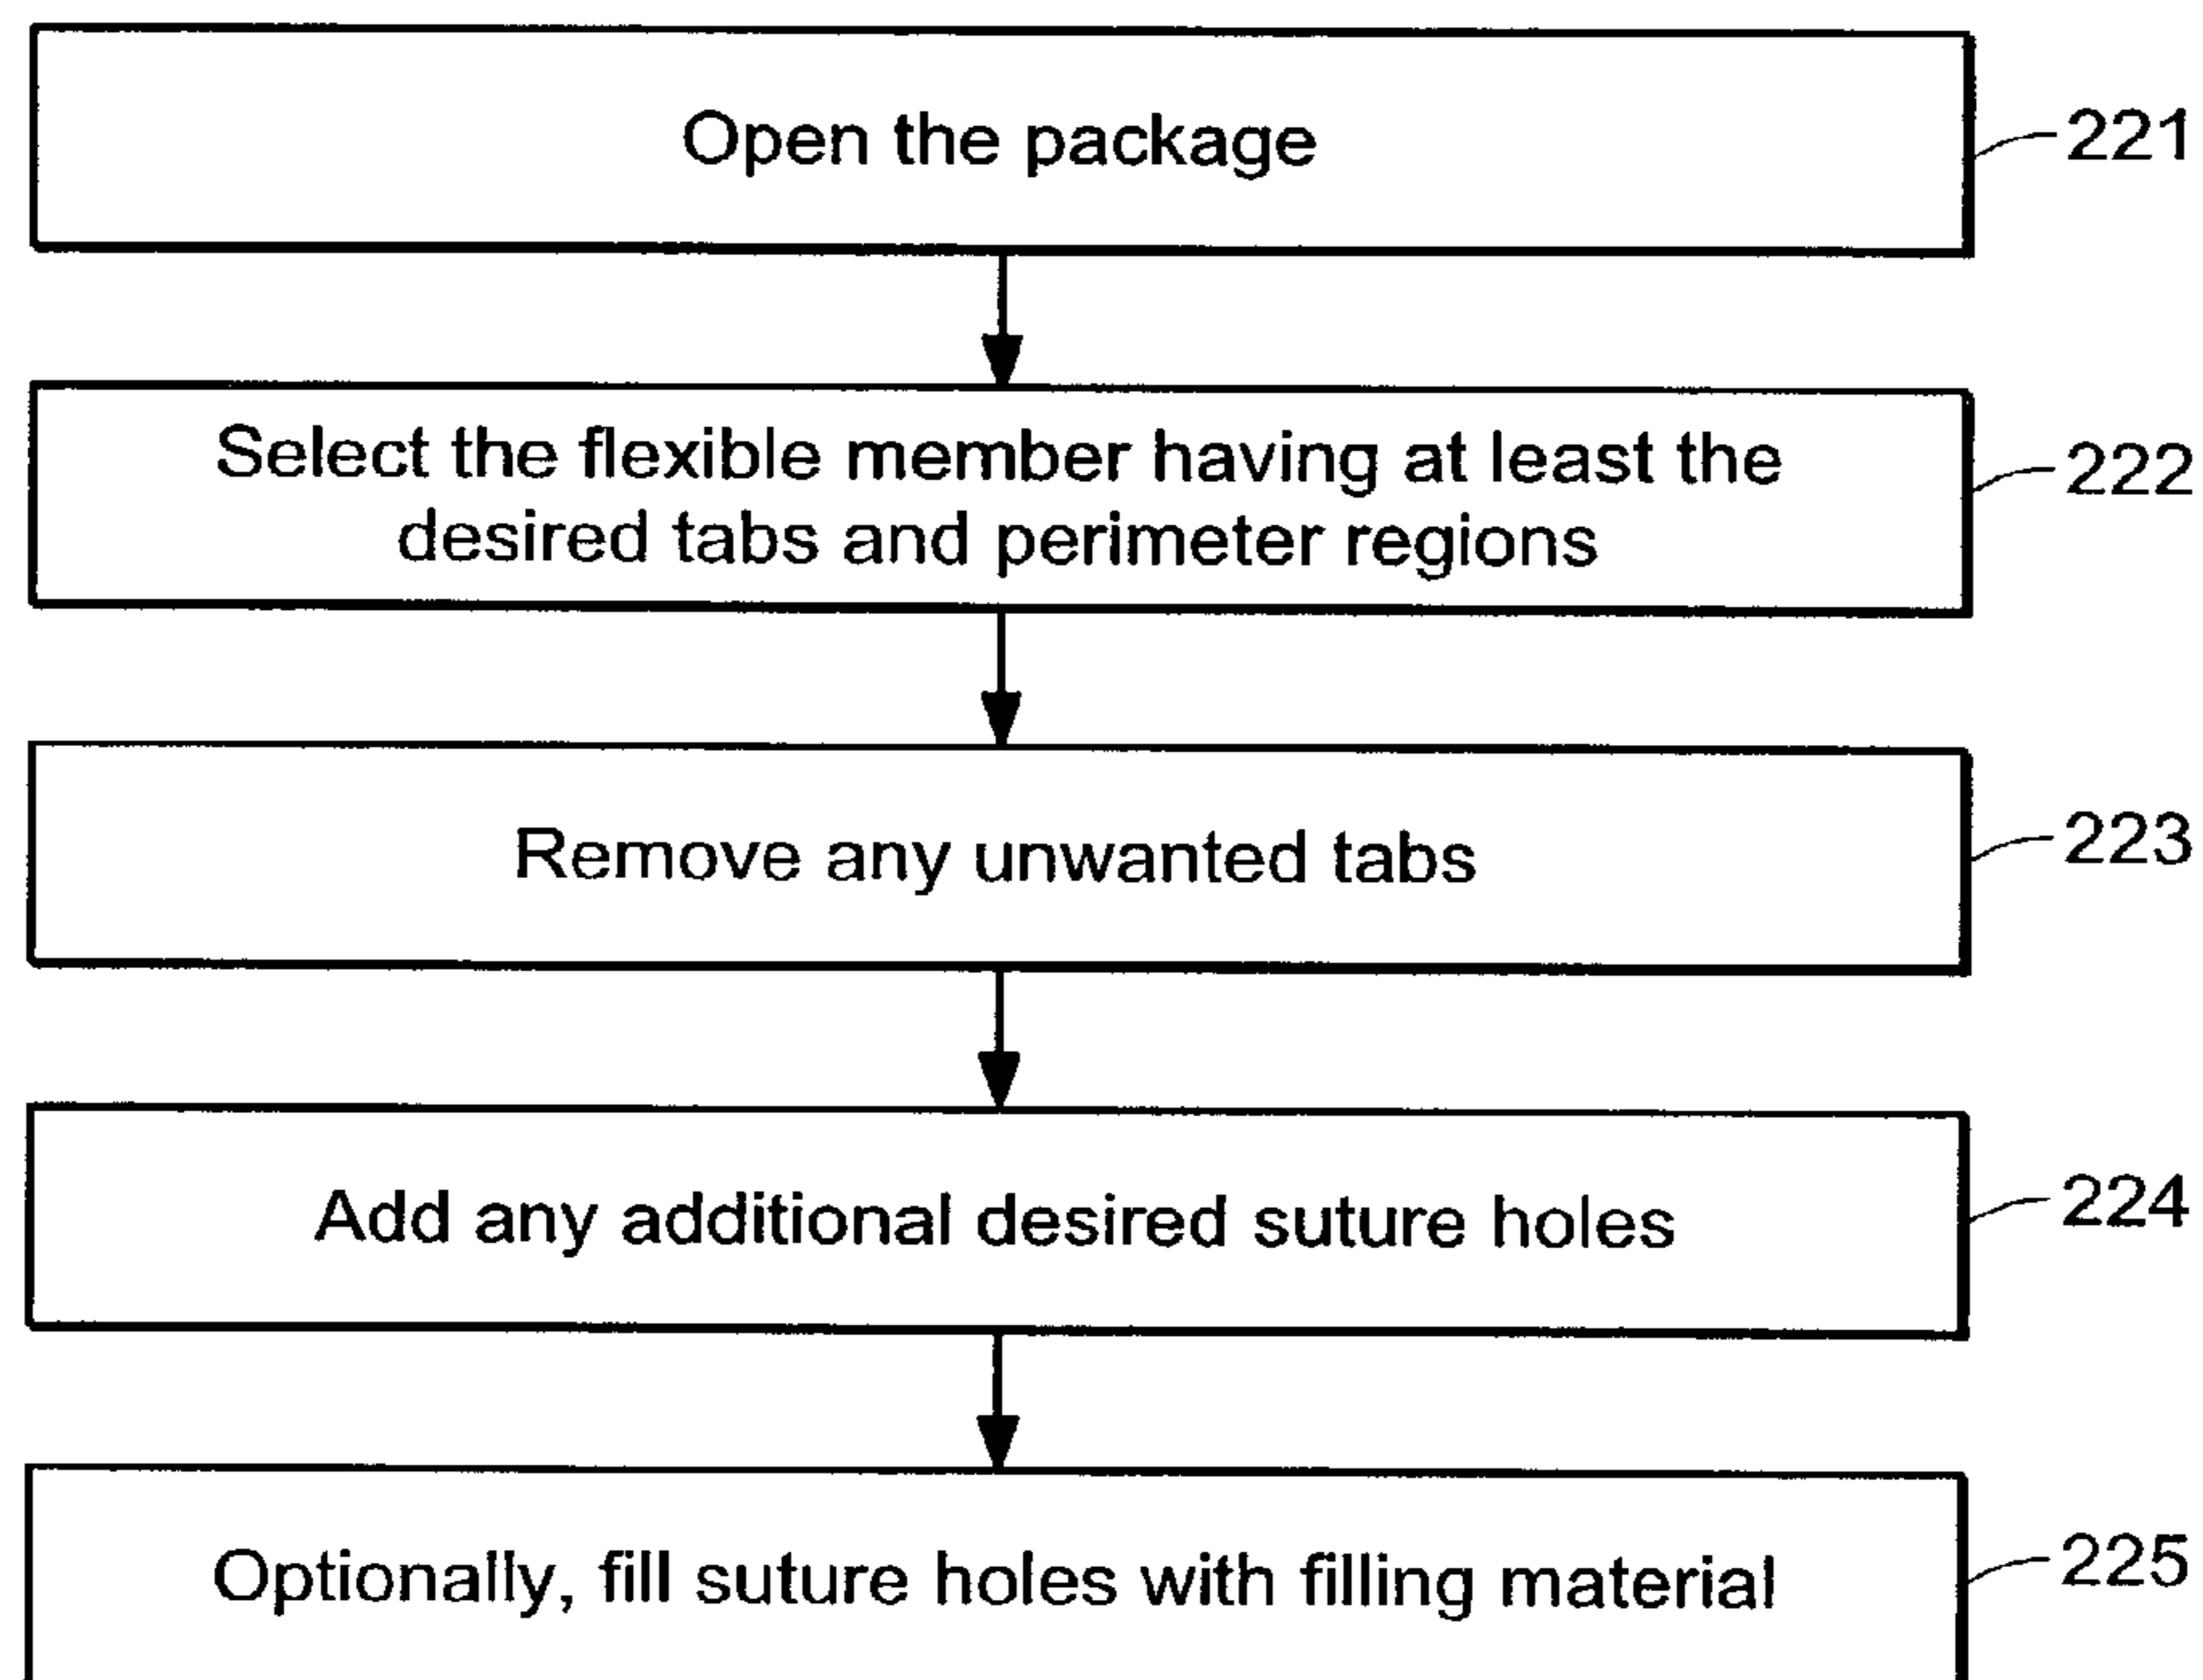 Open the package
221
Select the flexible member having at least the
desired tabs and perimeter regions
222
Remove any unwanted tabs
223
Add any additional desired suture holes
224
Optionally, fill suture holes with filling material
225